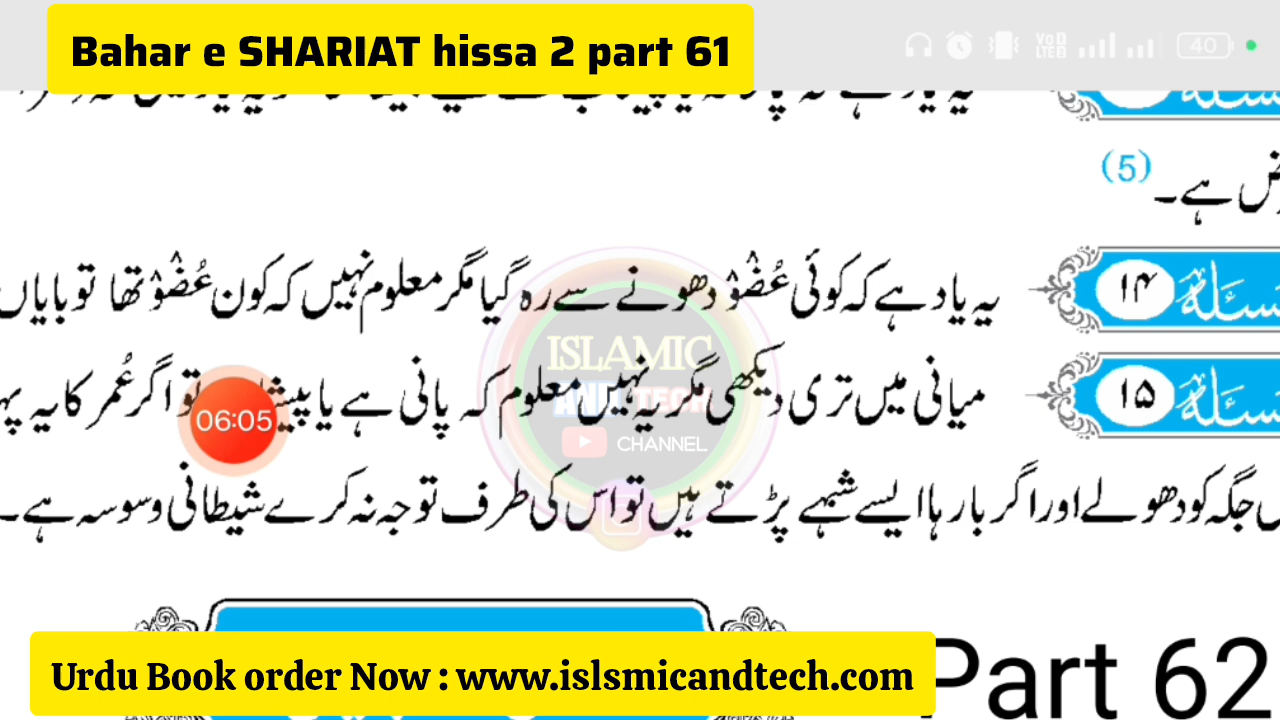 Bahar e SHARIAT hissa 2 part 61
VoD LTE 40
ض ہے۔ (5)
مسئلہ ۱۴ یہ یاد ہے کہ کوئی عُضْوْ دھونے سے رہ گیا مگر معلوم نہیں کہ کون عُضْوْ تھا تو بایاں
مسئلہ ۱۵ میانی میں تری دیکھی مگر یہ نہیں معلوم کہ پانی ہے یا تو اگر عُمر کا یہ
جگہ کو دھولے اور اگر بارہا ایسے شبہے پڑتے ہیں تو اس کی طرف توجہ نہ کرے شیطانی وسوسہ ہے۔
06:05
ISLAMIC
AND TECH
CHANNEL
Urdu Book order Now : www.islsmicandtech.com
Part 62